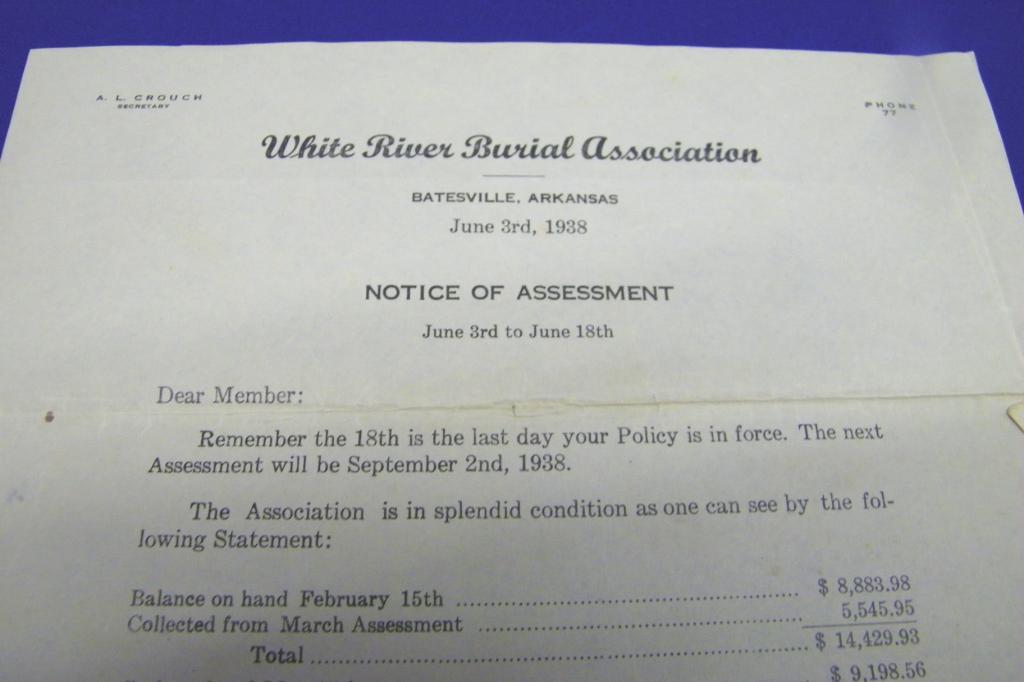 A. L. CROUCH
SECRETARY
PHONE
77
White River Burial Association
BATESVILLE, ARKANSAS
June 3rd, 1938
NOTICE OF ASSESSMENT
June 3rd to June 18th
Dear Member:
Remember the 18th is the last day your Policy is in force. The next
Assessment will be September 2nd, 1938.
The Association is in splendid condition as one can see by the fol-
lowing Statement:
Balance on hand February 15th ........................................................ $ 8,883.98
Collected from March Assessment ..................................................... 5,545.95
Total ................................................................................ $ 14,429.93
$ 9,198.56